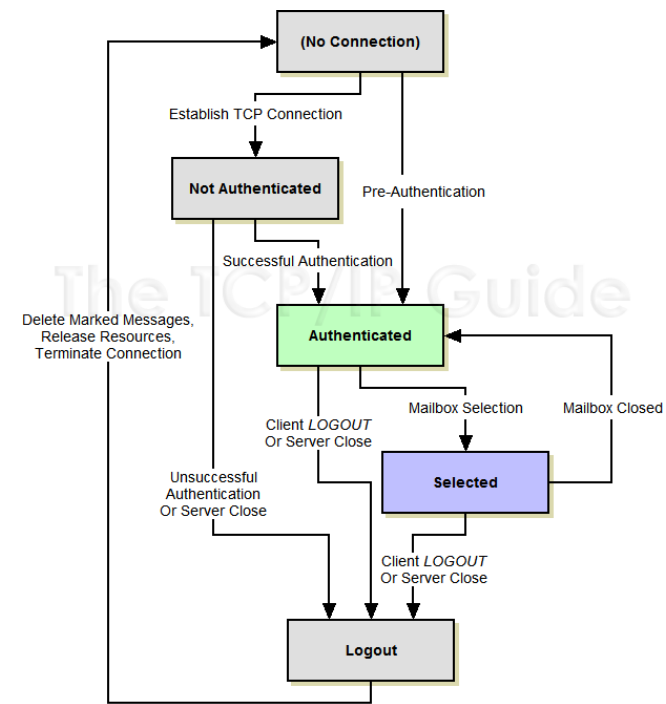 (No Connection)
Establish TCP Connection
Not Authenticated
Pre-Authentication
Successful Authentication
The TCP/IP Guide
Delete Marked Messages,
Release Resources,
Terminate Connection
Authenticated
Mailbox Selection
Mailbox Closed
Client LOGOUT
Or Server Close
Unsuccessful
Authentication
Or Server Close
Selected
Client LOGOUT
Or Server Close
Logout